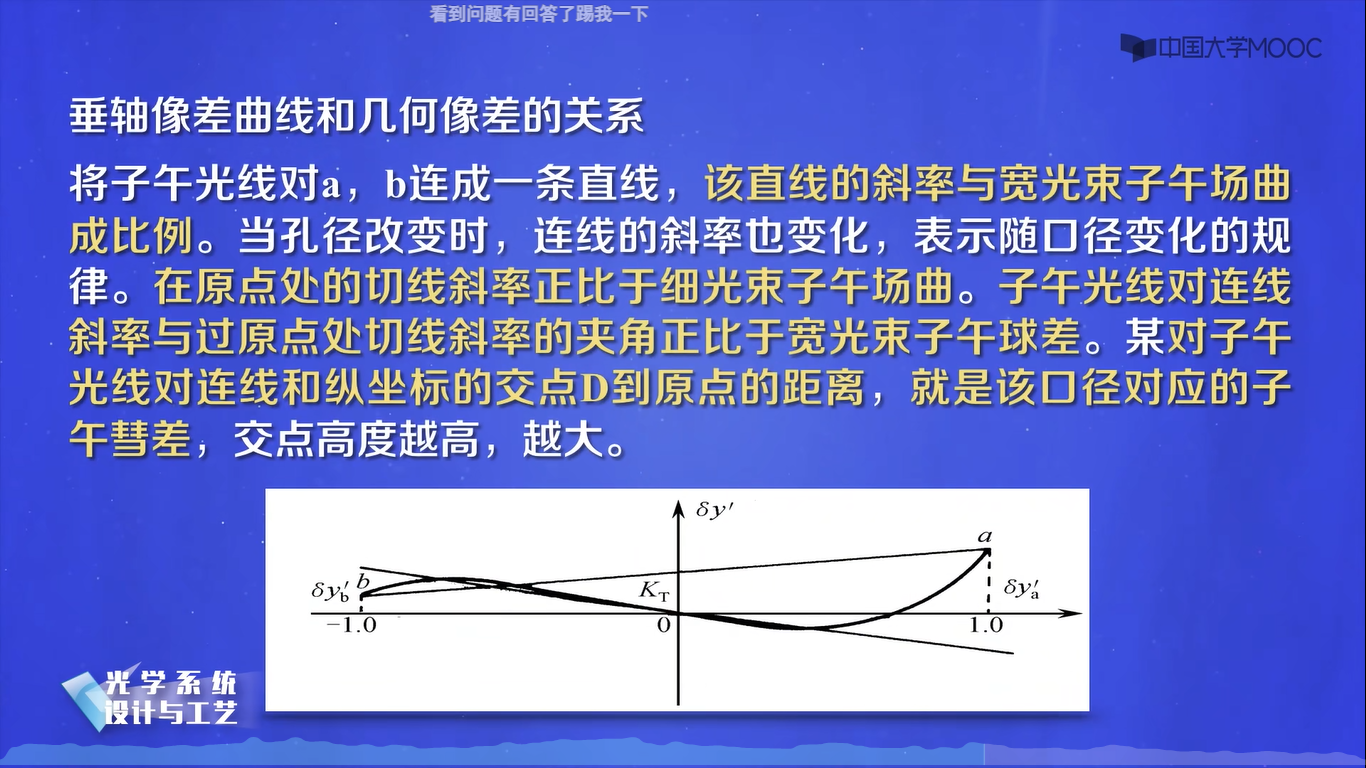 看到问题有回答了踢我一下
中国大学MOOC
垂轴像差曲线和几何像差的关系
将子午光线对a，b连成一条直线，该直线的斜率与宽光束子午场曲
成比例。当孔径改变时，连线的斜率也变化，表示随口径变化的规
律。在原点处的切线斜率正比于细光束子午场曲。子午光线对连线
斜率与过原点处切线斜率的夹角正比于宽光束子午球差。某对子午
光线对连线和纵坐标的交点D到原点的距离，就是该口径对应的子
午彗差，交点高度越高，越大。
δy′
a
δy′b b
KT
δy′a
−1.0
0
1.0
光学系统
设计与工艺